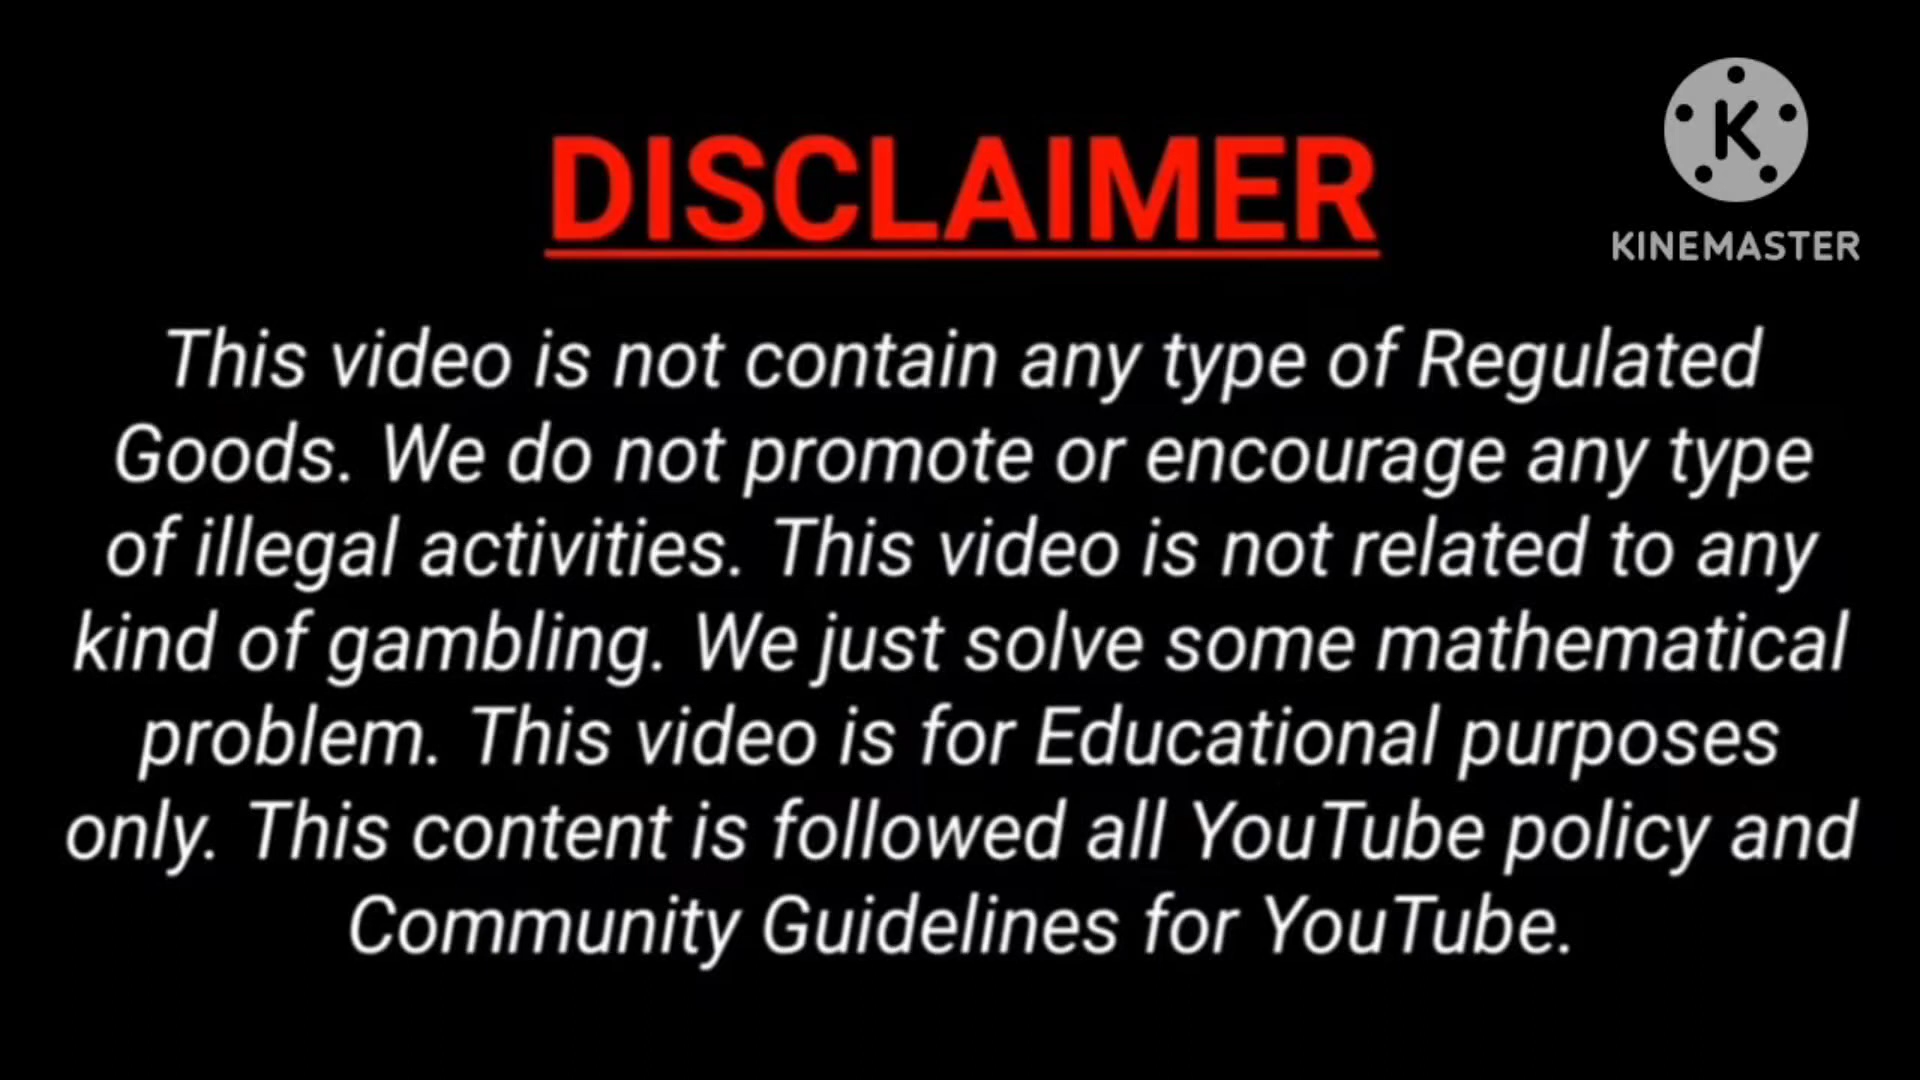 DISCLAIMER
K
KINEMASTER
This video is not contain any type of Regulated
Goods. We do not promote or encourage any type
of illegal activities. This video is not related to any
kind of gambling. We just solve some mathematical
problem. This video is for Educational purposes
only. This content is followed all YouTube policy and
Community Guidelines for YouTube.